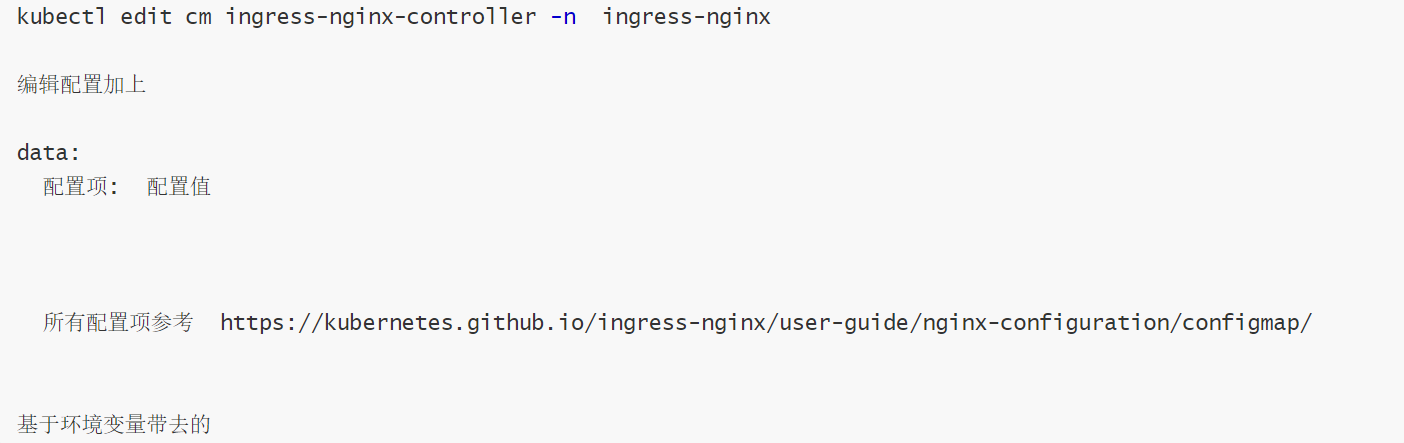 kubectl edit cm ingress-nginx-controller -n  ingress-nginx
编辑配置加上
data:
  配置项:  配置值
  所有配置项参考  https://kubernetes.github.io/ingress-nginx/user-guide/nginx-configuration/configmap/
基于环境变量带去的